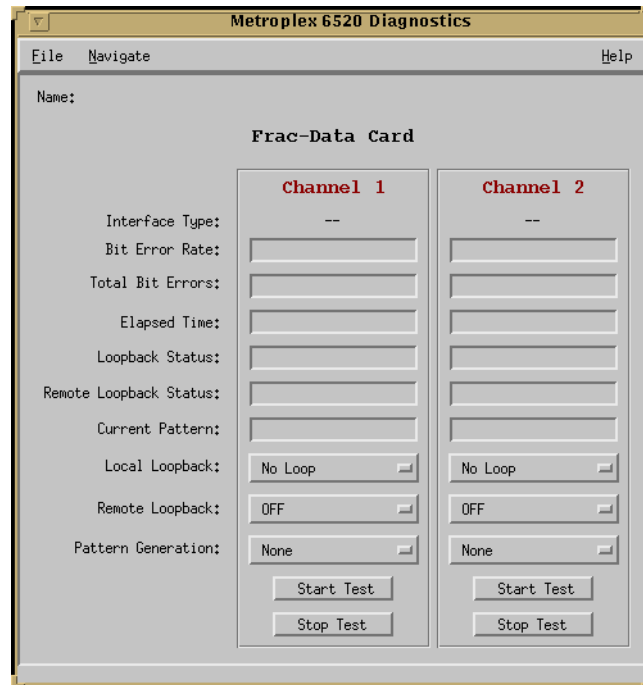 Metroplex 6520 Diagnostics
File Navigate Help
Name:
Frac-Data Card
Channel 1 Channel 2
Interface Type: -- --
Bit Error Rate:
Total Bit Errors:
Elapsed Time:
Loopback Status:
Remote Loopback Status:
Current Pattern:
Local Loopback: No Loop No Loop
Remote Loopback: OFF OFF
Pattern Generation: None None
Start Test Start Test
Stop Test Stop Test